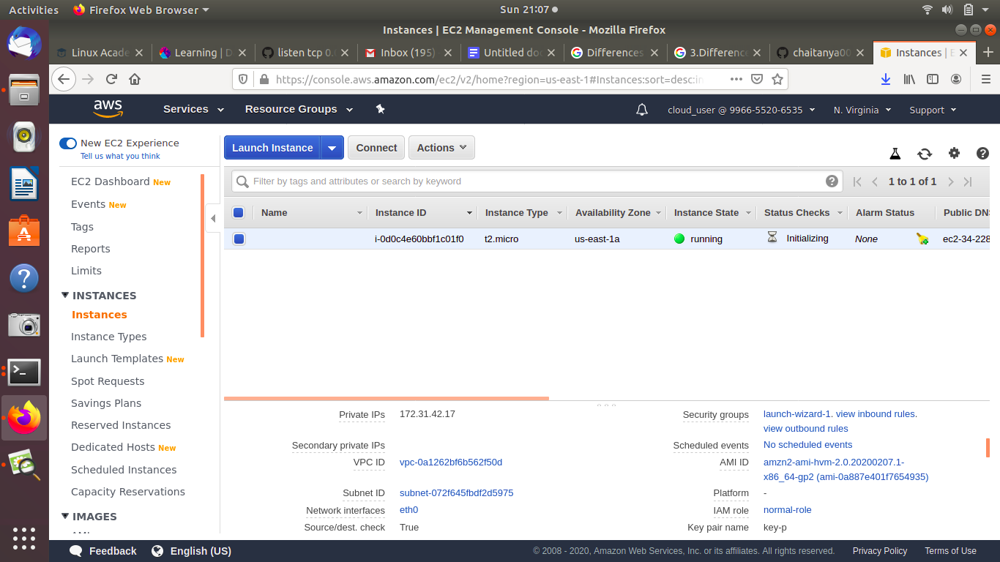 Activities Firefox Web Browser Sun 21:07
Instances | EC2 Management Console - Mozilla Firefox
Linux Acade Learning | D listen tcp 0.0 Inbox (195) Untitled doc Differences 3.Difference chaitanya00 Instances | E
https://console.aws.amazon.com/ec2/v2/home?region=us-east-1#Instances:sort=desc:in
aws Services Resource Groups cloud_user @ 9966-5520-6535 N. Virginia Support
New EC2 Experience
Tell us what you think
Launch Instance Connect Actions
EC2 Dashboard New
Events New
Tags
Reports
Limits
INSTANCES
Instances
Instance Types
Launch Templates New
Spot Requests
Savings Plans
Reserved Instances
Dedicated Hosts New
Scheduled Instances
Capacity Reservations
IMAGES
Filter by tags and attributes or search by keyword 1 to 1 of 1
Name Instance ID Instance Type Availability Zone Instance State Status Checks Alarm Status Public DNS
i-0d0c4e60bbf1c01f0 t2.micro us-east-1a running Initializing None ec2-34-228
Private IPs 172.31.42.17
Secondary private IPs
VPC ID vpc-0a1262bf6b562f50d
Subnet ID subnet-072f645fbdf2d5975
Network interfaces eth0
Source/dest. check True
Security groups launch-wizard-1. view inbound rules.
view outbound rules
Scheduled events No scheduled events
AMI ID amzn2-ami-hvm-2.0.20200207.1-
x86_64-gp2 (ami-0a887e401f7654935)
Platform -
IAM role normal-role
Key pair name key-p
Feedback English (US) © 2008 - 2020, Amazon Web Services, Inc. or its affiliates. All rights reserved. Privacy Policy Terms of Use